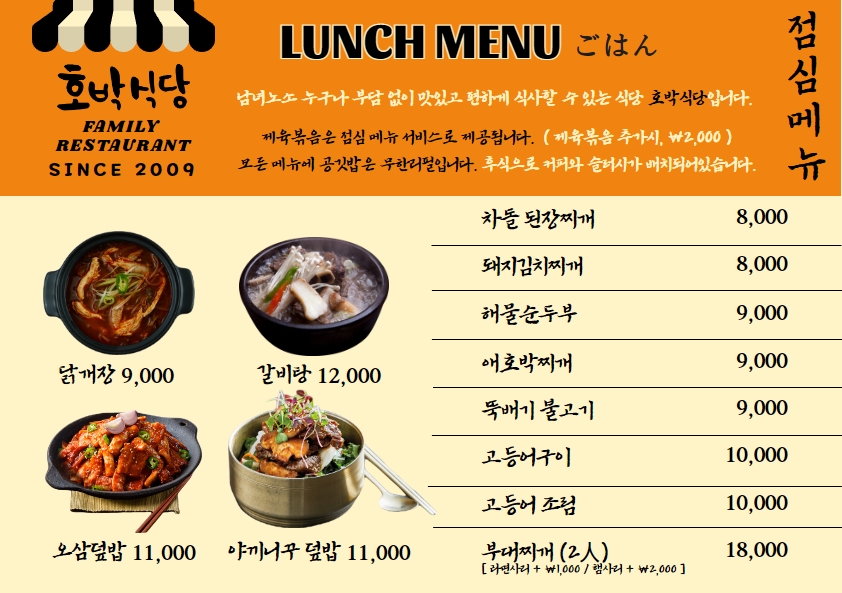 호박식당
FAMILY
RESTAURANT
SINCE 2009
LUNCH MENU ごはん
남녀노소 누구나 부담 없이 맛있고 편하게 식사할 수 있는 식당 호박식당입니다.
제육볶음은 점심 메뉴 서비스로 제공됩니다. ( 제육볶음 추가시, ₩2,000 )
모든 메뉴에 공깃밥은 무한리필입니다. 후식으로 커피와 슬러시가 배치되어있습니다.
점심메뉴
닭개장 9,000
갈비탕 12,000
오삼덮밥 11,000
야끼니꾸 덮밥 11,000
차돌 된장찌개 8,000
돼지김치찌개 8,000
해물순두부 9,000
애호박찌개 9,000
뚝배기 불고기 9,000
고등어구이 10,000
고등어 조림 10,000
부대찌개 (2人) 18,000
[ 라면사리 + ₩1,000 / 햄사리 + ₩2,000 ]